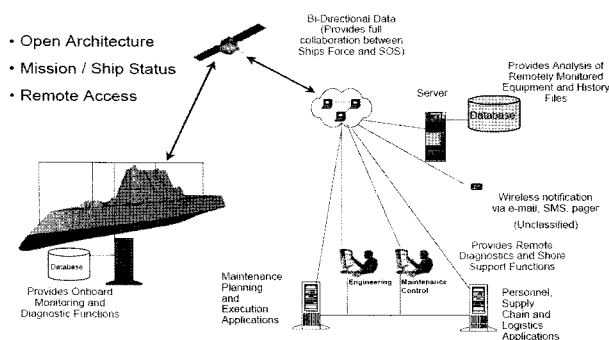 • Open Architecture
• Mission / Ship Status
• Remote Access
Bi-Directional Data
(Provides full
collaboration between
Ships Force and SOS)
Server
Provides Analysis of
Remotely Monitored
Equipment and History
Files
Database
Wireless notification
via e-mail, SMS, pager
(Unclassified)
Provides Remote
Diagnostics and Shore
Support Functions
Database
Provides Onboard
Monitoring and
Diagnostic Functions
Maintenance
Planning
and
Execution
Applications
Engineering
Maintenance
Control
Personnel,
Supply
Chain and
Logistics
Applications